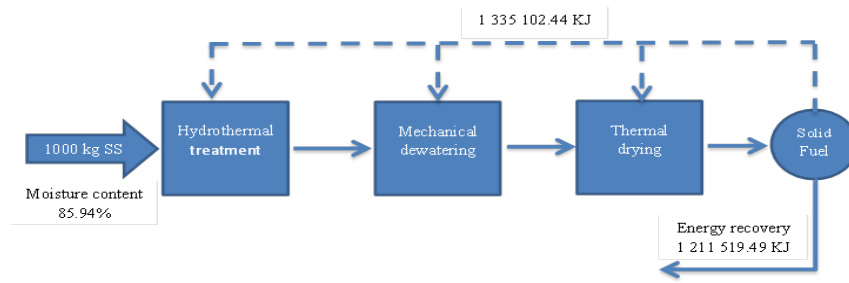 1 335 102.44 KJ
Hydrothermal
treatment
Mechanical
dewatering
Thermal
drying
Solid
Fuel
1000 kg SS
Moisture content
85.94%
Energy recovery
1 211 519.49 KJ